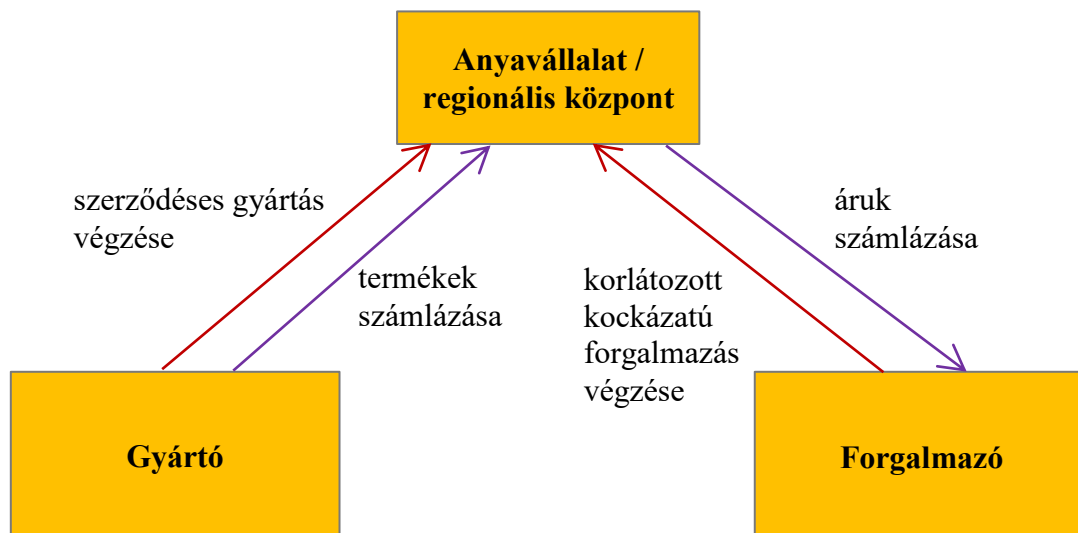 Anyavállalat /
regionális központ
szerződéses gyártás
végzése
termékek
számlázása
korlátozott
kockázatú
forgalmazás
végzése
áruk
számlázása
Gyártó
Forgalmazó